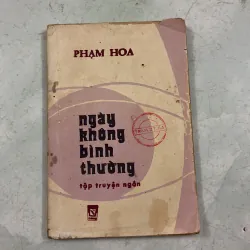 PHẠM HOA
ngày
không
bình
thường
tập truyện ngắn